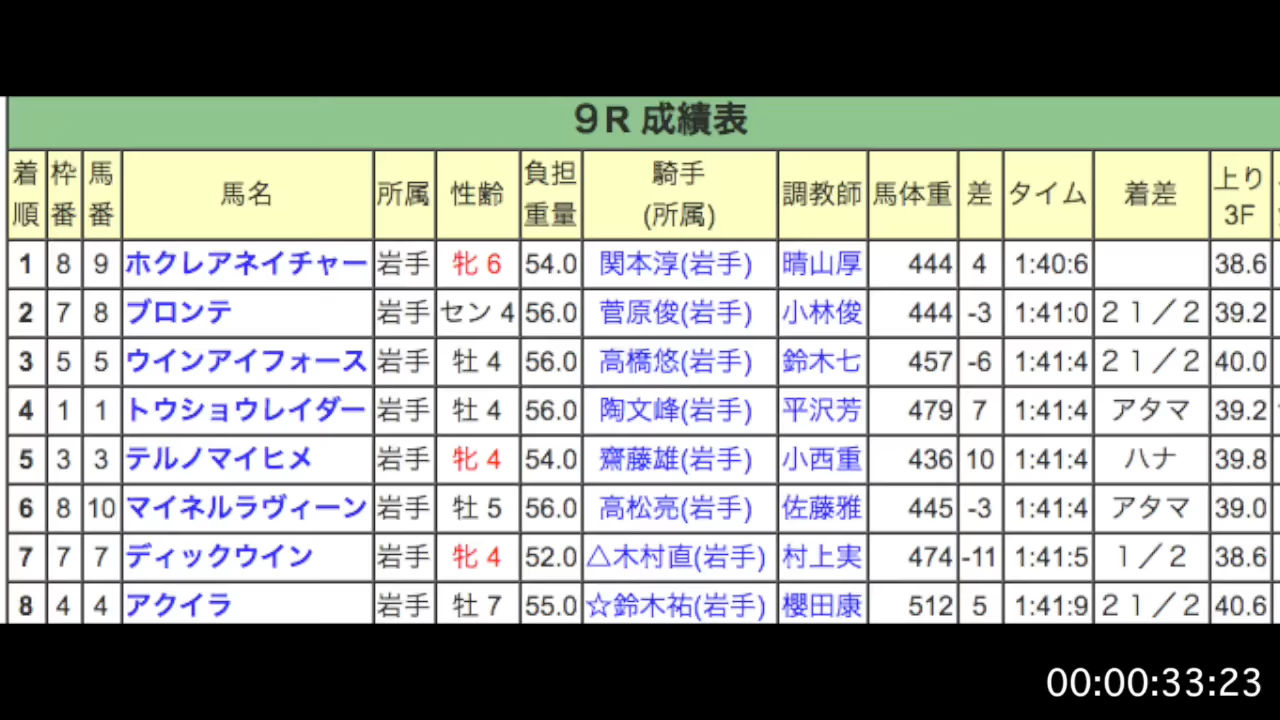 ９R 成績表
着順 枠番 馬番 馬名 所属 性齢 負担重量 騎手(所属) 調教師 馬体重 差 タイム 着差 上り3F
1 8 9 ホクレアネイチャー 岩手 牝 6 54.0 関本淳(岩手) 晴山厚 444 4 1:40:6 38.6
2 7 8 ブロンテ 岩手 セン 4 56.0 菅原俊(岩手) 小林俊 444 -3 1:41:0 ２１／２ 39.2
3 5 5 ウインアイフォース 岩手 牡 4 56.0 高橋悠(岩手) 鈴木七 457 -6 1:41:4 ２１／２ 40.0
4 1 1 トウショウレイダー 岩手 牡 4 56.0 陶文峰(岩手) 平沢芳 479 7 1:41:4 アタマ 39.2
5 3 3 テルノマイヒメ 岩手 牝 4 54.0 齋藤雄(岩手) 小西重 436 10 1:41:4 ハナ 39.8
6 8 10 マイネルラヴィーン 岩手 牡 5 56.0 高松亮(岩手) 佐藤雅 445 -3 1:41:4 アタマ 39.0
7 7 7 ディックウイン 岩手 牝 4 52.0 △木村直(岩手) 村上実 474 -11 1:41:5 １／２ 38.6
8 4 4 アクイラ 岩手 牡 7 55.0 ☆鈴木祐(岩手) 櫻田康 512 5 1:41:9 ２１／２ 40.6
00:00:33:23